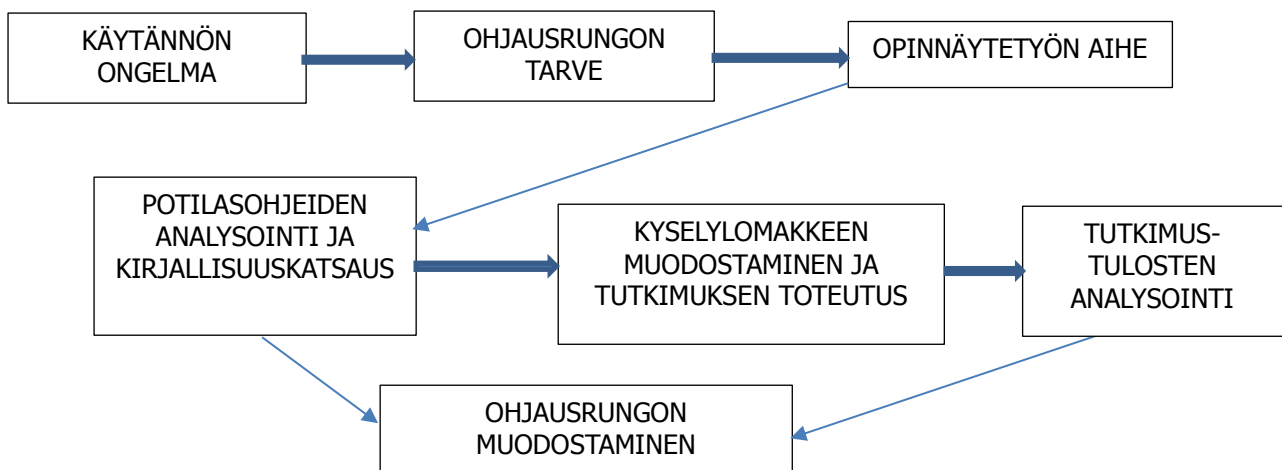 KÄYTÄNNÖN
ONGELMA
OHJAUSRUNGON
TARVE
OPINNÄYTETYÖN AIHE
POTILASOHJEIDEN
ANALYSOINTI JA
KIRJALLISUUSKATSAUS
KYSELYLOMAKKEEN
MUODOSTAMINEN JA
TUTKIMUKSEN TOTEUTUS
TUTKIMUS-
TULOSTEN
ANALYSOINTI
OHJAUSRUNGON
MUODOSTAMINEN